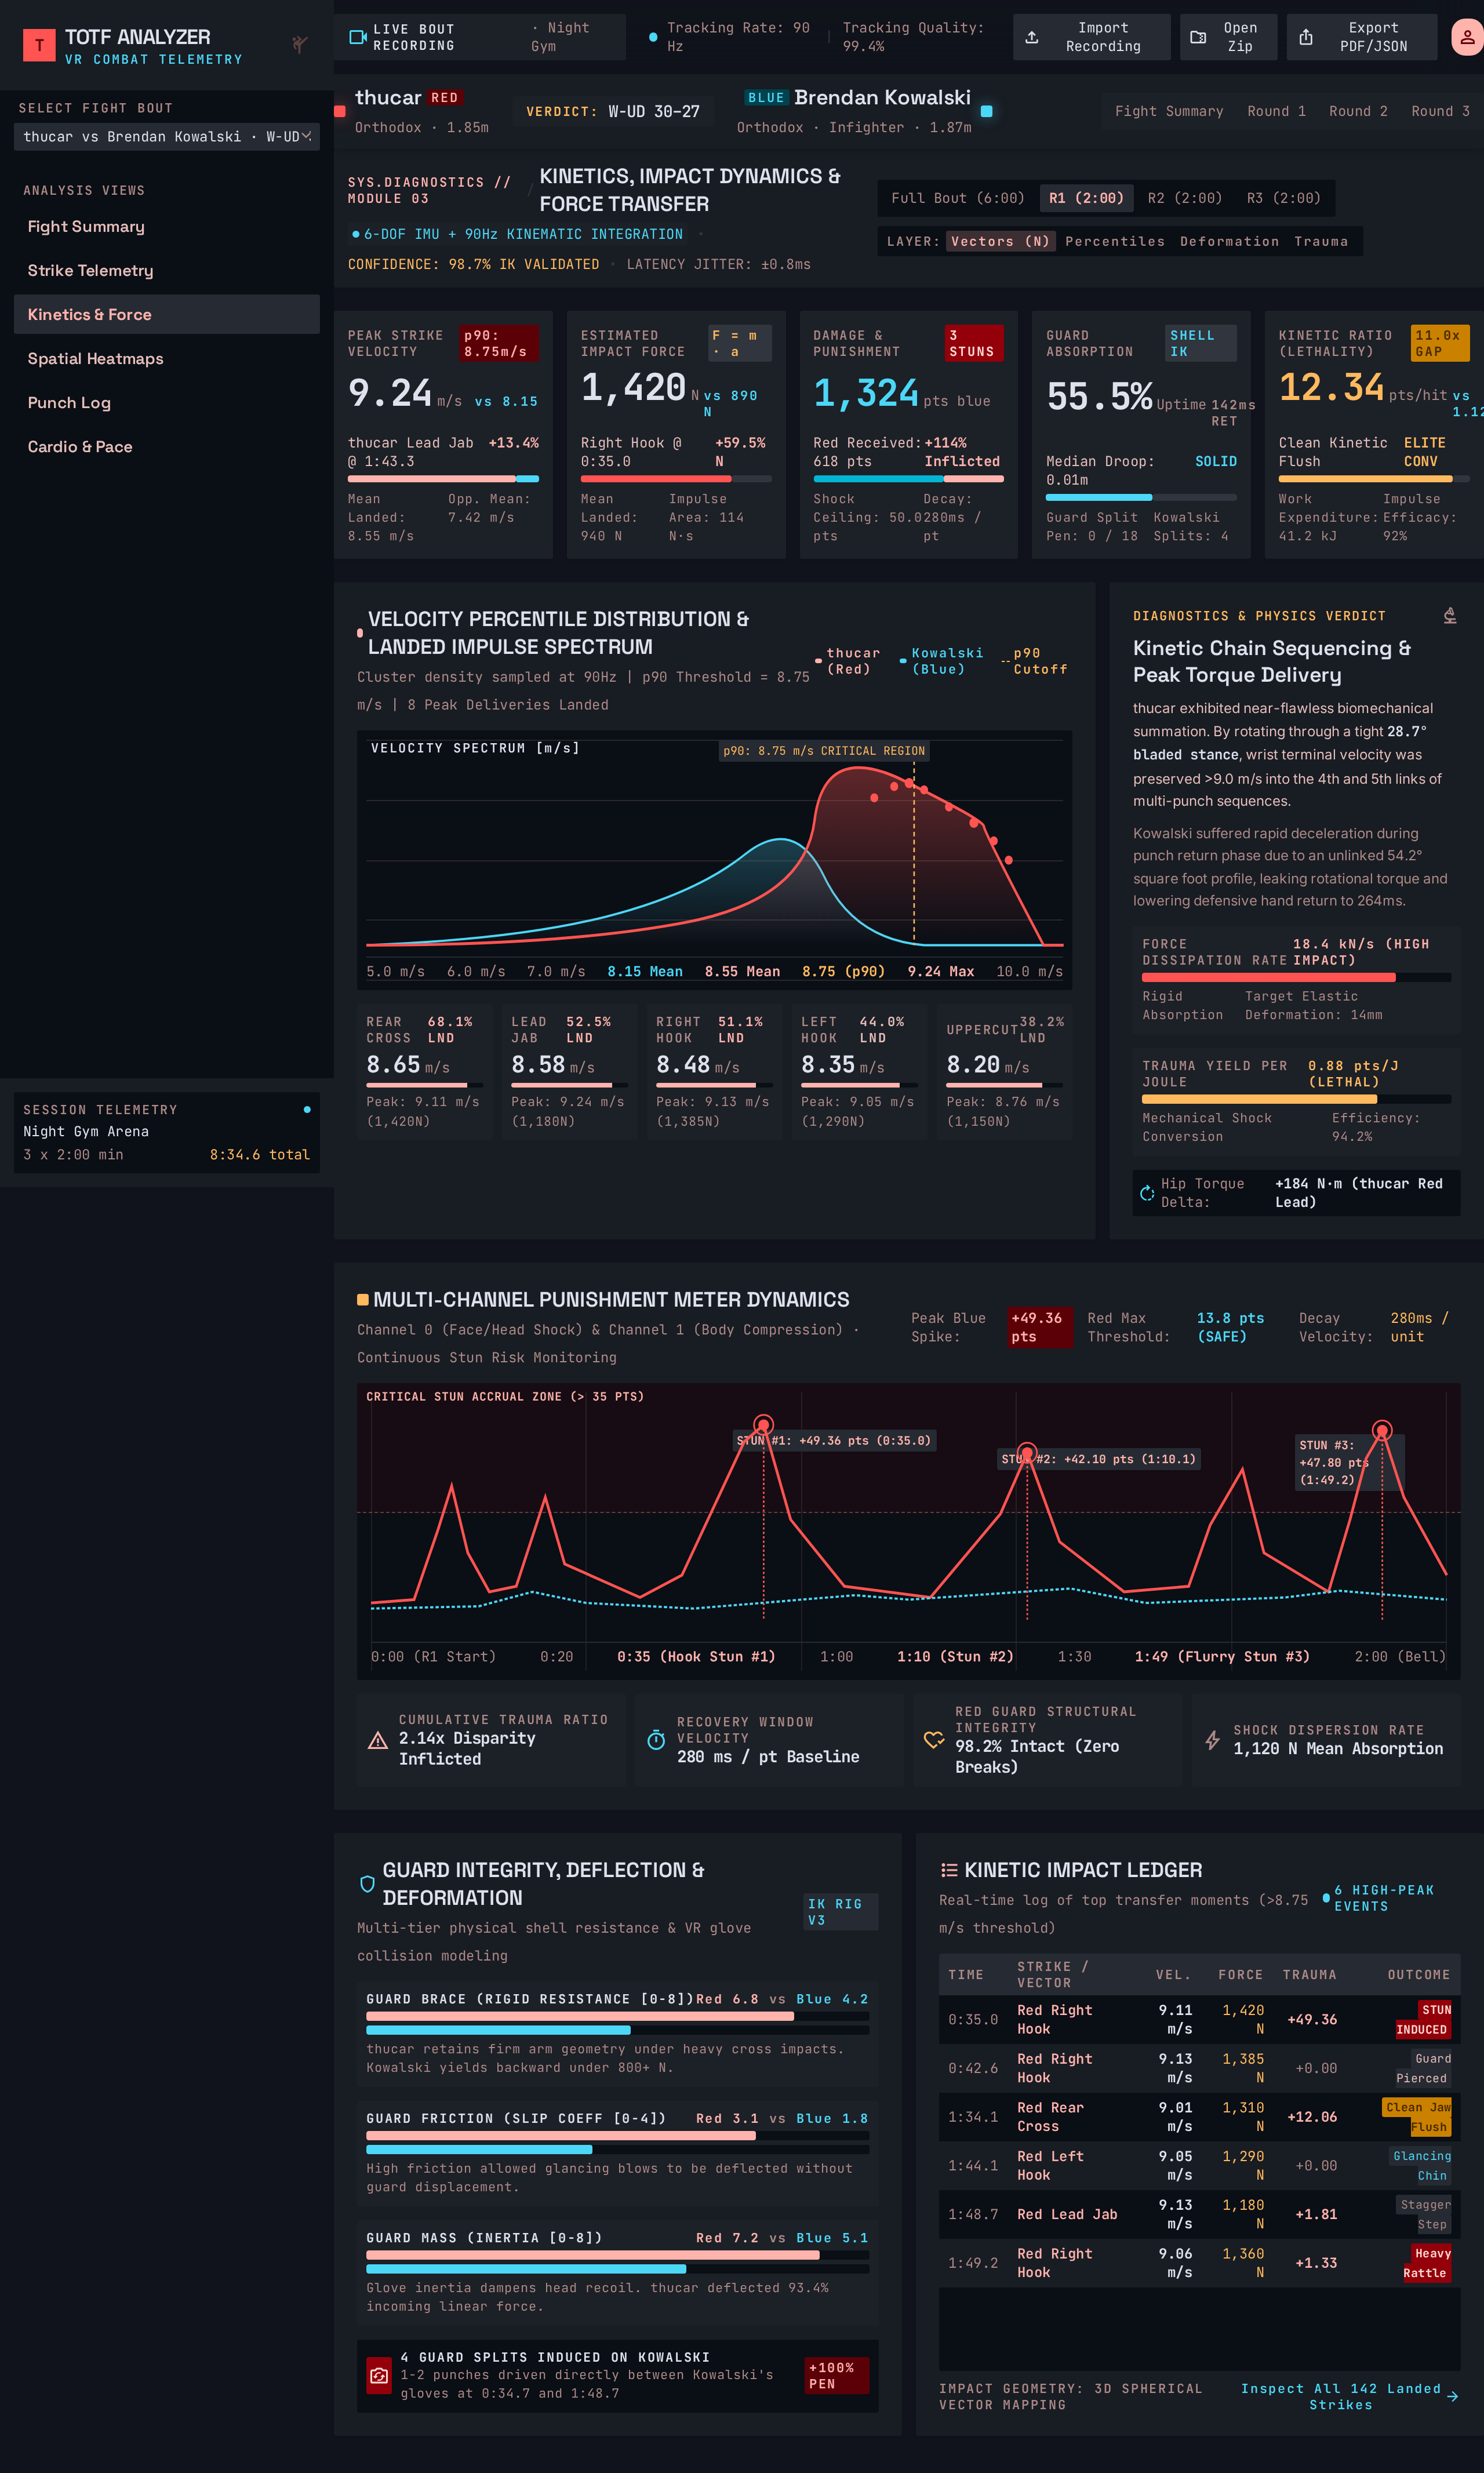 T
TOTF ANALYZER
VR COMBAT TELEMETRY
SELECT FIGHT BOUT
thucar vs Brendan Kowalski · W-UD
ANALYSIS VIEWS
Fight Summary
Strike Telemetry
Kinetics & Force
Spatial Heatmaps
Punch Log
Cardio & Pace
SESSION TELEMETRY
Night Gym Arena
3 x 2:00 min 8:34.6 total
LIVE BOUT
RECORDING
· Night
Gym
Tracking Rate: 90
Hz
|
Tracking Quality:
99.4%
Import
Recording
Open
Zip
Export
PDF/JSON
thucar RED
Orthodox · 1.85m
VERDICT: W-UD 30–27
BLUE Brendan Kowalski
Orthodox · Infighter · 1.87m
Fight Summary Round 1 Round 2 Round 3
SYS.DIAGNOSTICS //
MODULE 03
/
KINETICS, IMPACT DYNAMICS &
FORCE TRANSFER
6-DOF IMU + 90Hz KINEMATIC INTEGRATION ·
CONFIDENCE: 98.7% IK VALIDATED · LATENCY JITTER: ±0.8ms
Full Bout (6:00) R1 (2:00) R2 (2:00) R3 (2:00)
LAYER: Vectors (N) Percentiles Deformation Trauma
PEAK STRIKE
VELOCITY
p90:
8.75m/s
9.24 m/s vs 8.15
thucar Lead Jab
@ 1:43.3
+13.4%
Mean
Landed:
8.55 m/s
Opp. Mean:
7.42 m/s
ESTIMATED
IMPACT FORCE
F = m
· a
1,420 N vs 890
N
Right Hook @
0:35.0
+59.5%
N
Mean
Landed:
940 N
Impulse
Area: 114
N·s
DAMAGE &
PUNISHMENT
3
STUNS
1,324 pts blue
Red Received:
618 pts
+114%
Inflicted
Shock
Ceiling: 50.0
pts
Decay:
280ms /
pt
GUARD
ABSORPTION
SHELL
IK
55.5% Uptime 142ms
RET
Median Droop:
0.01m
SOLID
Guard Split
Pen: 0 / 18
Kowalski
Splits: 4
KINETIC RATIO
(LETHALITY)
11.0x
GAP
12.34 pts/hit vs
1.12
Clean Kinetic
Flush
ELITE
CONV
Work
Expenditure:
41.2 kJ
Impulse
Efficacy:
92%
VELOCITY PERCENTILE DISTRIBUTION &
LANDED IMPULSE SPECTRUM
Cluster density sampled at 90Hz | p90 Threshold = 8.75
m/s | 8 Peak Deliveries Landed
thucar
(Red)
Kowalski
(Blue)
-- p90
Cutoff
VELOCITY SPECTRUM [m/s]
p90: 8.75 m/s CRITICAL REGION
5.0 m/s 6.0 m/s 7.0 m/s 8.15 Mean 8.55 Mean 8.75 (p90) 9.24 Max 10.0 m/s
REAR
CROSS
68.1%
LND
8.65 m/s
Peak: 9.11 m/s
(1,420N)
LEAD
JAB
52.5%
LND
8.58 m/s
Peak: 9.24 m/s
(1,180N)
RIGHT
HOOK
51.1%
LND
8.48 m/s
Peak: 9.13 m/s
(1,385N)
LEFT
HOOK
44.0%
LND
8.35 m/s
Peak: 9.05 m/s
(1,290N)
UPPERCUT
38.2%
LND
8.20 m/s
Peak: 8.76 m/s
(1,150N)
DIAGNOSTICS & PHYSICS VERDICT
Kinetic Chain Sequencing &
Peak Torque Delivery
thucar exhibited near-flawless biomechanical
summation. By rotating through a tight 28.7°
bladed stance, wrist terminal velocity was
preserved >9.0 m/s into the 4th and 5th links of
multi-punch sequences.
Kowalski suffered rapid deceleration during
punch return phase due to an unlinked 54.2°
square foot profile, leaking rotational torque and
lowering defensive hand return to 264ms.
FORCE
DISSIPATION RATE
18.4 kN/s (HIGH
IMPACT)
Rigid
Absorption
Target Elastic
Deformation: 14mm
TRAUMA YIELD PER
JOULE
0.88 pts/J
(LETHAL)
Mechanical Shock
Conversion
Efficiency:
94.2%
Hip Torque
Delta:
+184 N·m (thucar Red
Lead)
MULTI-CHANNEL PUNISHMENT METER DYNAMICS
Channel 0 (Face/Head Shock) & Channel 1 (Body Compression) ·
Continuous Stun Risk Monitoring
Peak Blue
Spike:
+49.36
pts
Red Max
Threshold:
13.8 pts
(SAFE)
Decay
Velocity:
280ms /
unit
CRITICAL STUN ACCRUAL ZONE (> 35 PTS)
STUN #1: +49.36 pts (0:35.0)
STUN #2: +42.10 pts (1:10.1)
STUN #3:
+47.80 pts
(1:49.2)
0:00 (R1 Start) 0:20 0:35 (Hook Stun #1) 1:00 1:10 (Stun #2) 1:30 1:49 (Flurry Stun #3) 2:00 (Bell)
CUMULATIVE TRAUMA RATIO
2.14x Disparity
Inflicted
RECOVERY WINDOW
VELOCITY
280 ms / pt Baseline
RED GUARD STRUCTURAL
INTEGRITY
98.2% Intact (Zero
Breaks)
SHOCK DISPERSION RATE
1,120 N Mean Absorption
GUARD INTEGRITY, DEFLECTION &
DEFORMATION
Multi-tier physical shell resistance & VR glove
collision modeling
IK RIG
V3
GUARD BRACE (RIGID RESISTANCE [0-8]) Red 6.8 vs Blue 4.2
thucar retains firm arm geometry under heavy cross impacts.
Kowalski yields backward under 800+ N.
GUARD FRICTION (SLIP COEFF [0-4]) Red 3.1 vs Blue 1.8
High friction allowed glancing blows to be deflected without
guard displacement.
GUARD MASS (INERTIA [0-8]) Red 7.2 vs Blue 5.1
Glove inertia dampens head recoil. thucar deflected 93.4%
incoming linear force.
4 GUARD SPLITS INDUCED ON KOWALSKI
1-2 punches driven directly between Kowalski's
gloves at 0:34.7 and 1:48.7
+100%
PEN
KINETIC IMPACT LEDGER
Real-time log of top transfer moments (>8.75
m/s threshold)
6 HIGH-PEAK
EVENTS
TIME STRIKE /
VECTOR VEL. FORCE TRAUMA OUTCOME
0:35.0 Red Right
Hook 9.11
m/s 1,420
N +49.36 STUN
INDUCED
0:42.6 Red Right
Hook 9.13
m/s 1,385
N +0.00 Guard
Pierced
1:34.1 Red Rear
Cross 9.01
m/s 1,310
N +12.06 Clean Jaw
Flush
1:44.1 Red Left
Hook 9.05
m/s 1,290
N +0.00 Glancing
Chin
1:48.7 Red Lead Jab 9.13
m/s 1,180
N +1.81 Stagger
Step
1:49.2 Red Right
Hook 9.06
m/s 1,360
N +1.33 Heavy
Rattle
IMPACT GEOMETRY: 3D SPHERICAL
VECTOR MAPPING
Inspect All 142 Landed
Strikes